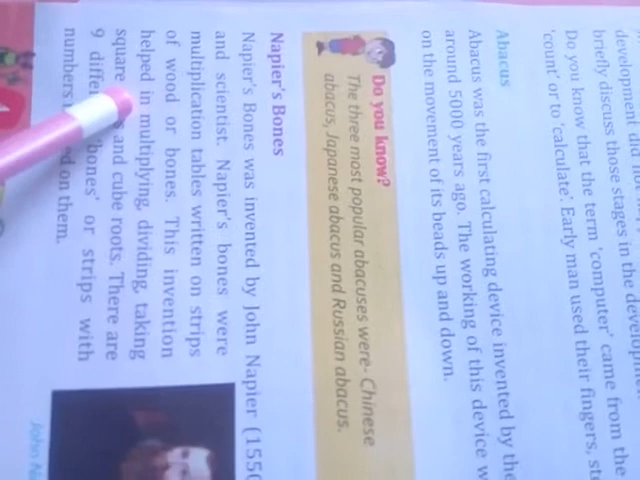 development did no
briefly discuss those stages in the develop
Do you know that the term 'computer' came from the
'count' or to 'calculate'. Early man used their fingers, st
Abacus
Abacus was the first calculating device invented by the
around 5000 years ago. The working of this device w
on the movement of its beads up and down.
Do you know?
The three most popular abacuses were- Chinese
abacus, Japanese abacus and Russian abacus.
Napier's Bones
Napier's Bones was invented by John Napier (1550
and scientist. Napier's bones were
multiplication tables written on strips
of wood or bones. This invention
helped in multiplying, dividing, taking
square and cube roots. There are
9 'bones' or strips with
numbers on them.
John